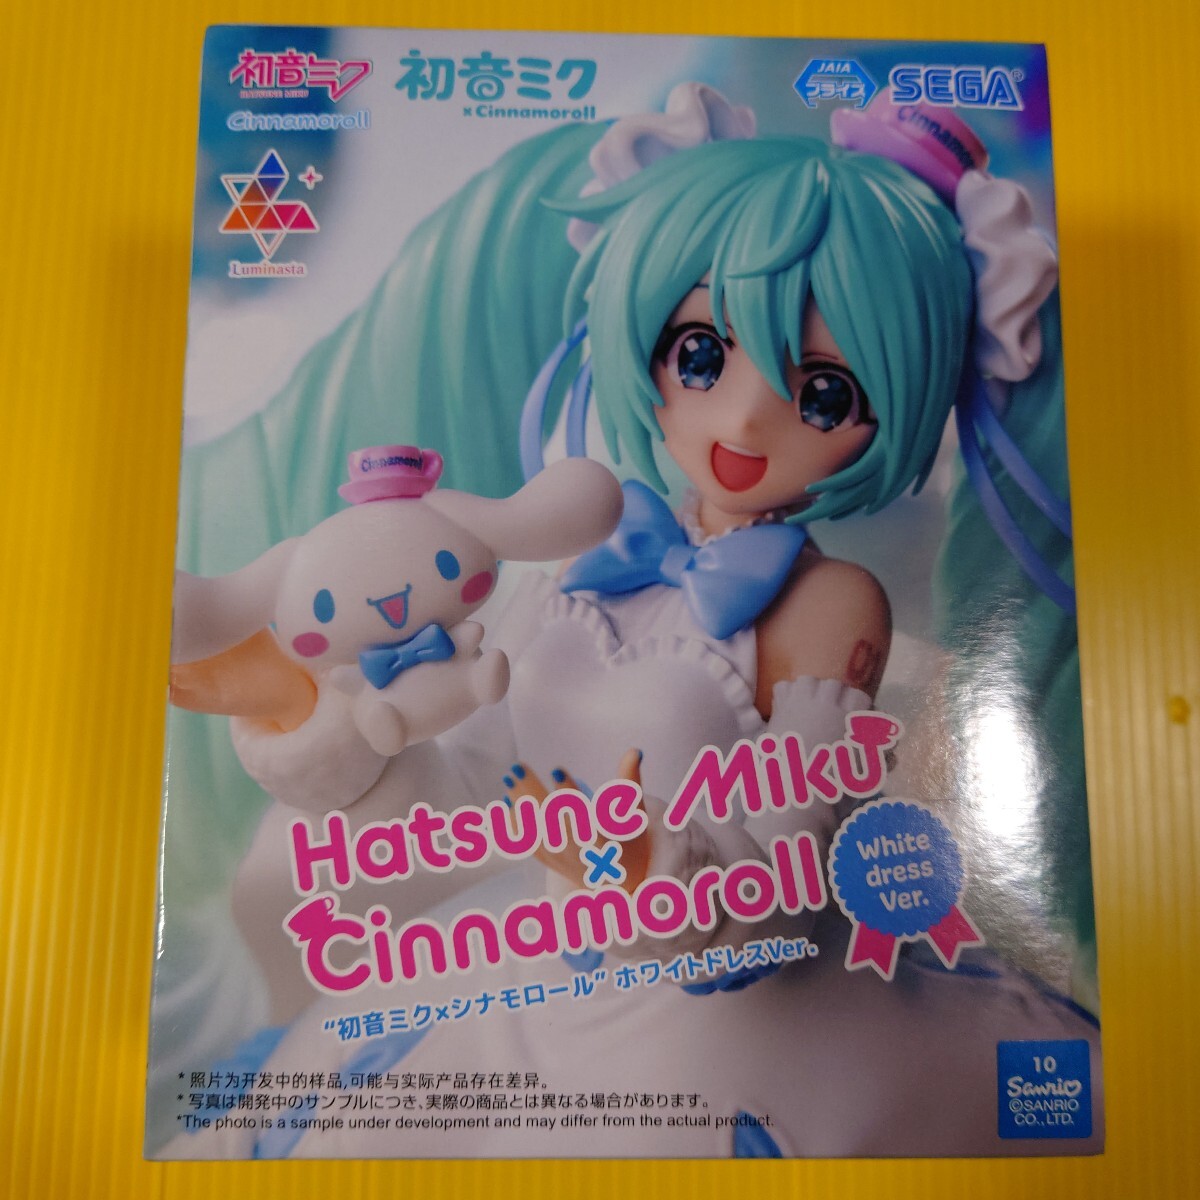 初音ミク
HATSUNE MIKU
Cinnamoroll
初音ミク
×Cinnamoroll
JAIA
プライズ
SEGA®
Luminasta
Cinnamoroll
Cinnamoroll
01
Hatsune Miku
×
Cinnamoroll
White
dress
Ver.
“初音ミク×シナモロール” ホワイトドレスVer.
* 照片为开发中的样品,可能与实际产品存在差异。
* 写真は開発中のサンプルにつき、実際の商品とは異なる場合があります。
*The photo is a sample under development and may differ from the actual product.
10
Sanrio
©SANRIO
CO.,LTD.